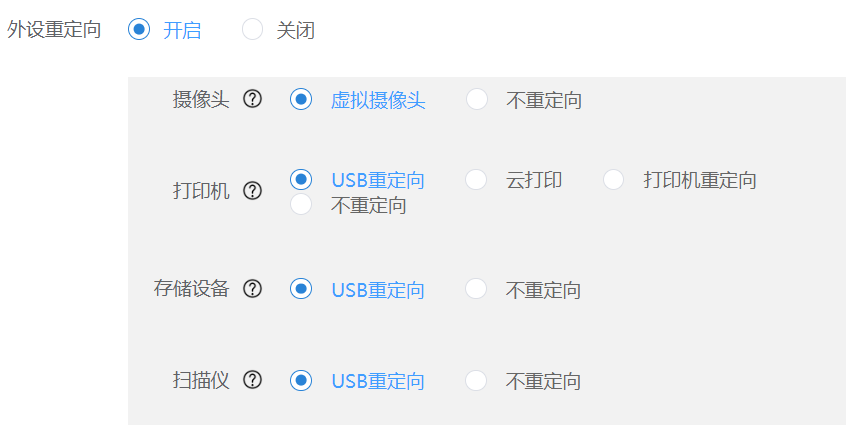 外设重定向 开启 关闭
摄像头 ? 虚拟摄像头 不重定向
打印机 ? USB重定向 云打印 打印机重定向
不重定向
存储设备 ? USB重定向 不重定向
扫描仪 ? USB重定向 不重定向